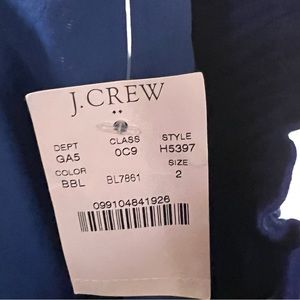 J.CREW
DEPT CLASS STYLE
GA5 0C9 H5397
COLOR SIZE
BBL BL7861 2
099104841926